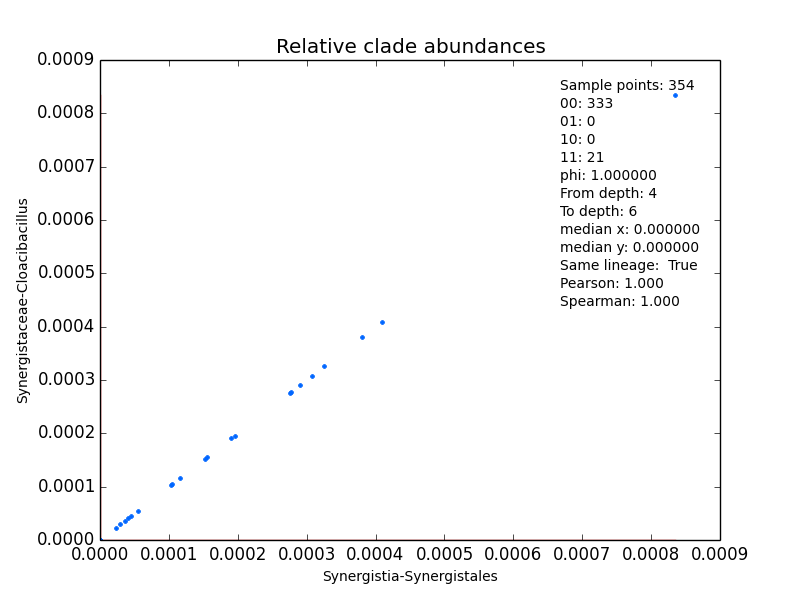 Relative clade abundances
0.0009
0.0008
0.0007
0.0006
0.0005
0.0004
0.0003
0.0002
0.0001
0.0000
Synergistaceae-Cloacibacillus
Sample points: 354
00: 333
01: 0
10: 0
11: 21
phi: 1.000000
From depth: 4
To depth: 6
median x: 0.000000
median y: 0.000000
Same lineage:  True
Pearson: 1.000
Spearman: 1.000
0.0000 0.0001 0.0002 0.0003 0.0004 0.0005 0.0006 0.0007 0.0008 0.0009
Synergistia-Synergistales